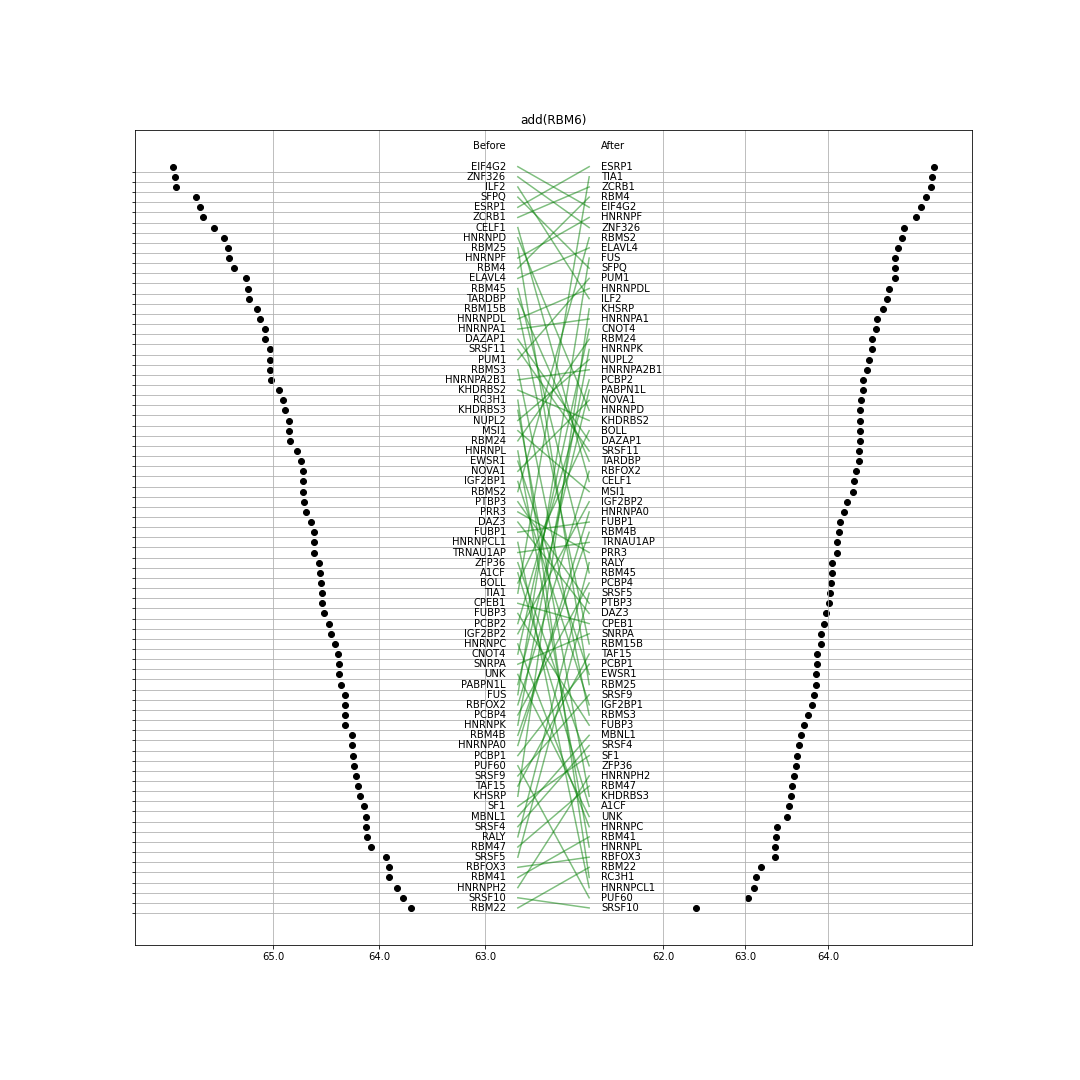 add(RBM6)
Before After
EIF4G2 ESRP1
ZNF326 TIA1
ILF2 ZCRB1
SFPQ RBM4
ESRP1 EIF4G2
ZCRB1 HNRNPF
CELF1 ZNF326
HNRNPD RBMS2
RBM25 ELAVL4
HNRNPF FUS
RBM4 SFPQ
ELAVL4 PUM1
RBM45 HNRNPDL
TARDBP ILF2
RBM15B KHSRP
HNRNPDL HNRNPA1
HNRNPA1 CNOT4
DAZAP1 RBM24
SRSF11 HNRNPK
PUM1 NUPL2
RBMS3 HNRNPA2B1
HNRNPA2B1 PCBP2
KHDRBS2 PABPN1L
RC3H1 NOVA1
KHDRBS3 HNRNPD
NUPL2 KHDRBS2
MSI1 BOLL
RBM24 DAZAP1
HNRNPL SRSF11
EWSR1 TARDBP
NOVA1 RBFOX2
IGF2BP1 CELF1
RBMS2 MSI1
PTBP3 IGF2BP2
PRR3 HNRNPA0
DAZ3 FUBP1
FUBP1 RBM4B
HNRNPCL1 TRNAU1AP
TRNAU1AP PRR3
ZFP36 RALY
A1CF RBM45
BOLL PCBP4
TIA1 SRSF5
CPEB1 PTBP3
FUBP3 DAZ3
PCBP2 CPEB1
IGF2BP2 SNRPA
HNRNPC RBM15B
CNOT4 TAF15
SNRPA PCBP1
UNK EWSR1
PABPN1L RBM25
FUS SRSF9
RBFOX2 IGF2BP1
PCBP4 RBMS3
HNRNPK FUBP3
RBM4B MBNL1
HNRNPA0 SRSF4
PCBP1 SF1
PUF60 ZFP36
SRSF9 HNRNPH2
TAF15 RBM47
KHSRP KHDRBS3
SF1 A1CF
MBNL1 UNK
SRSF4 HNRNPC
RALY RBM41
RBM47 HNRNPL
SRSF5 RBFOX3
RBFOX3 RBM22
RBM41 RC3H1
HNRNPH2 HNRNPCL1
SRSF10 PUF60
RBM22 SRSF10
65.0 64.0 63.0 62.0 63.0 64.0